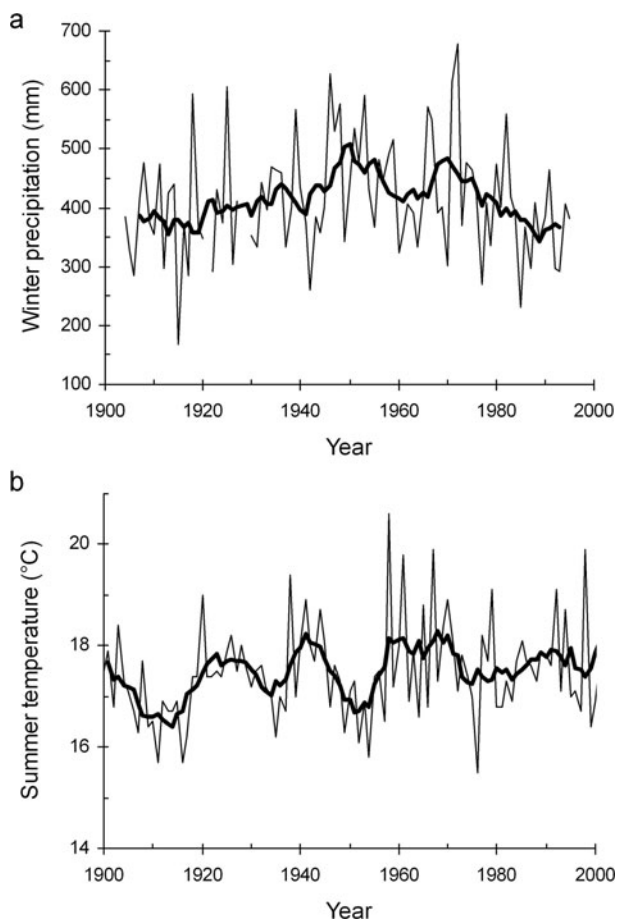 a
700
600
500
400
300
200
100
Winter precipitation (mm)
1900 1920 1940 1960 1980 2000
Year
b
20
18
16
14
Summer temperature (°C)
1900 1920 1940 1960 1980 2000
Year